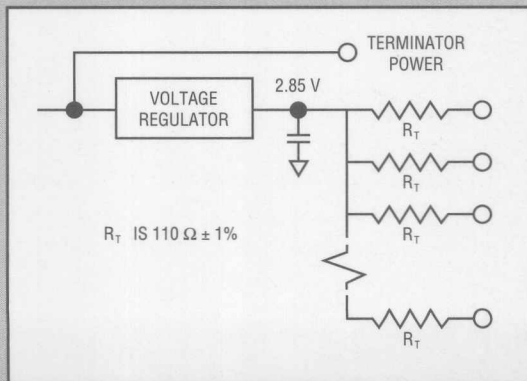 TERMINATOR
POWER
2.85 V
VOLTAGE
REGULATOR
R_T
R_T
R_T
R_T IS 110 Ω ± 1%
R_T